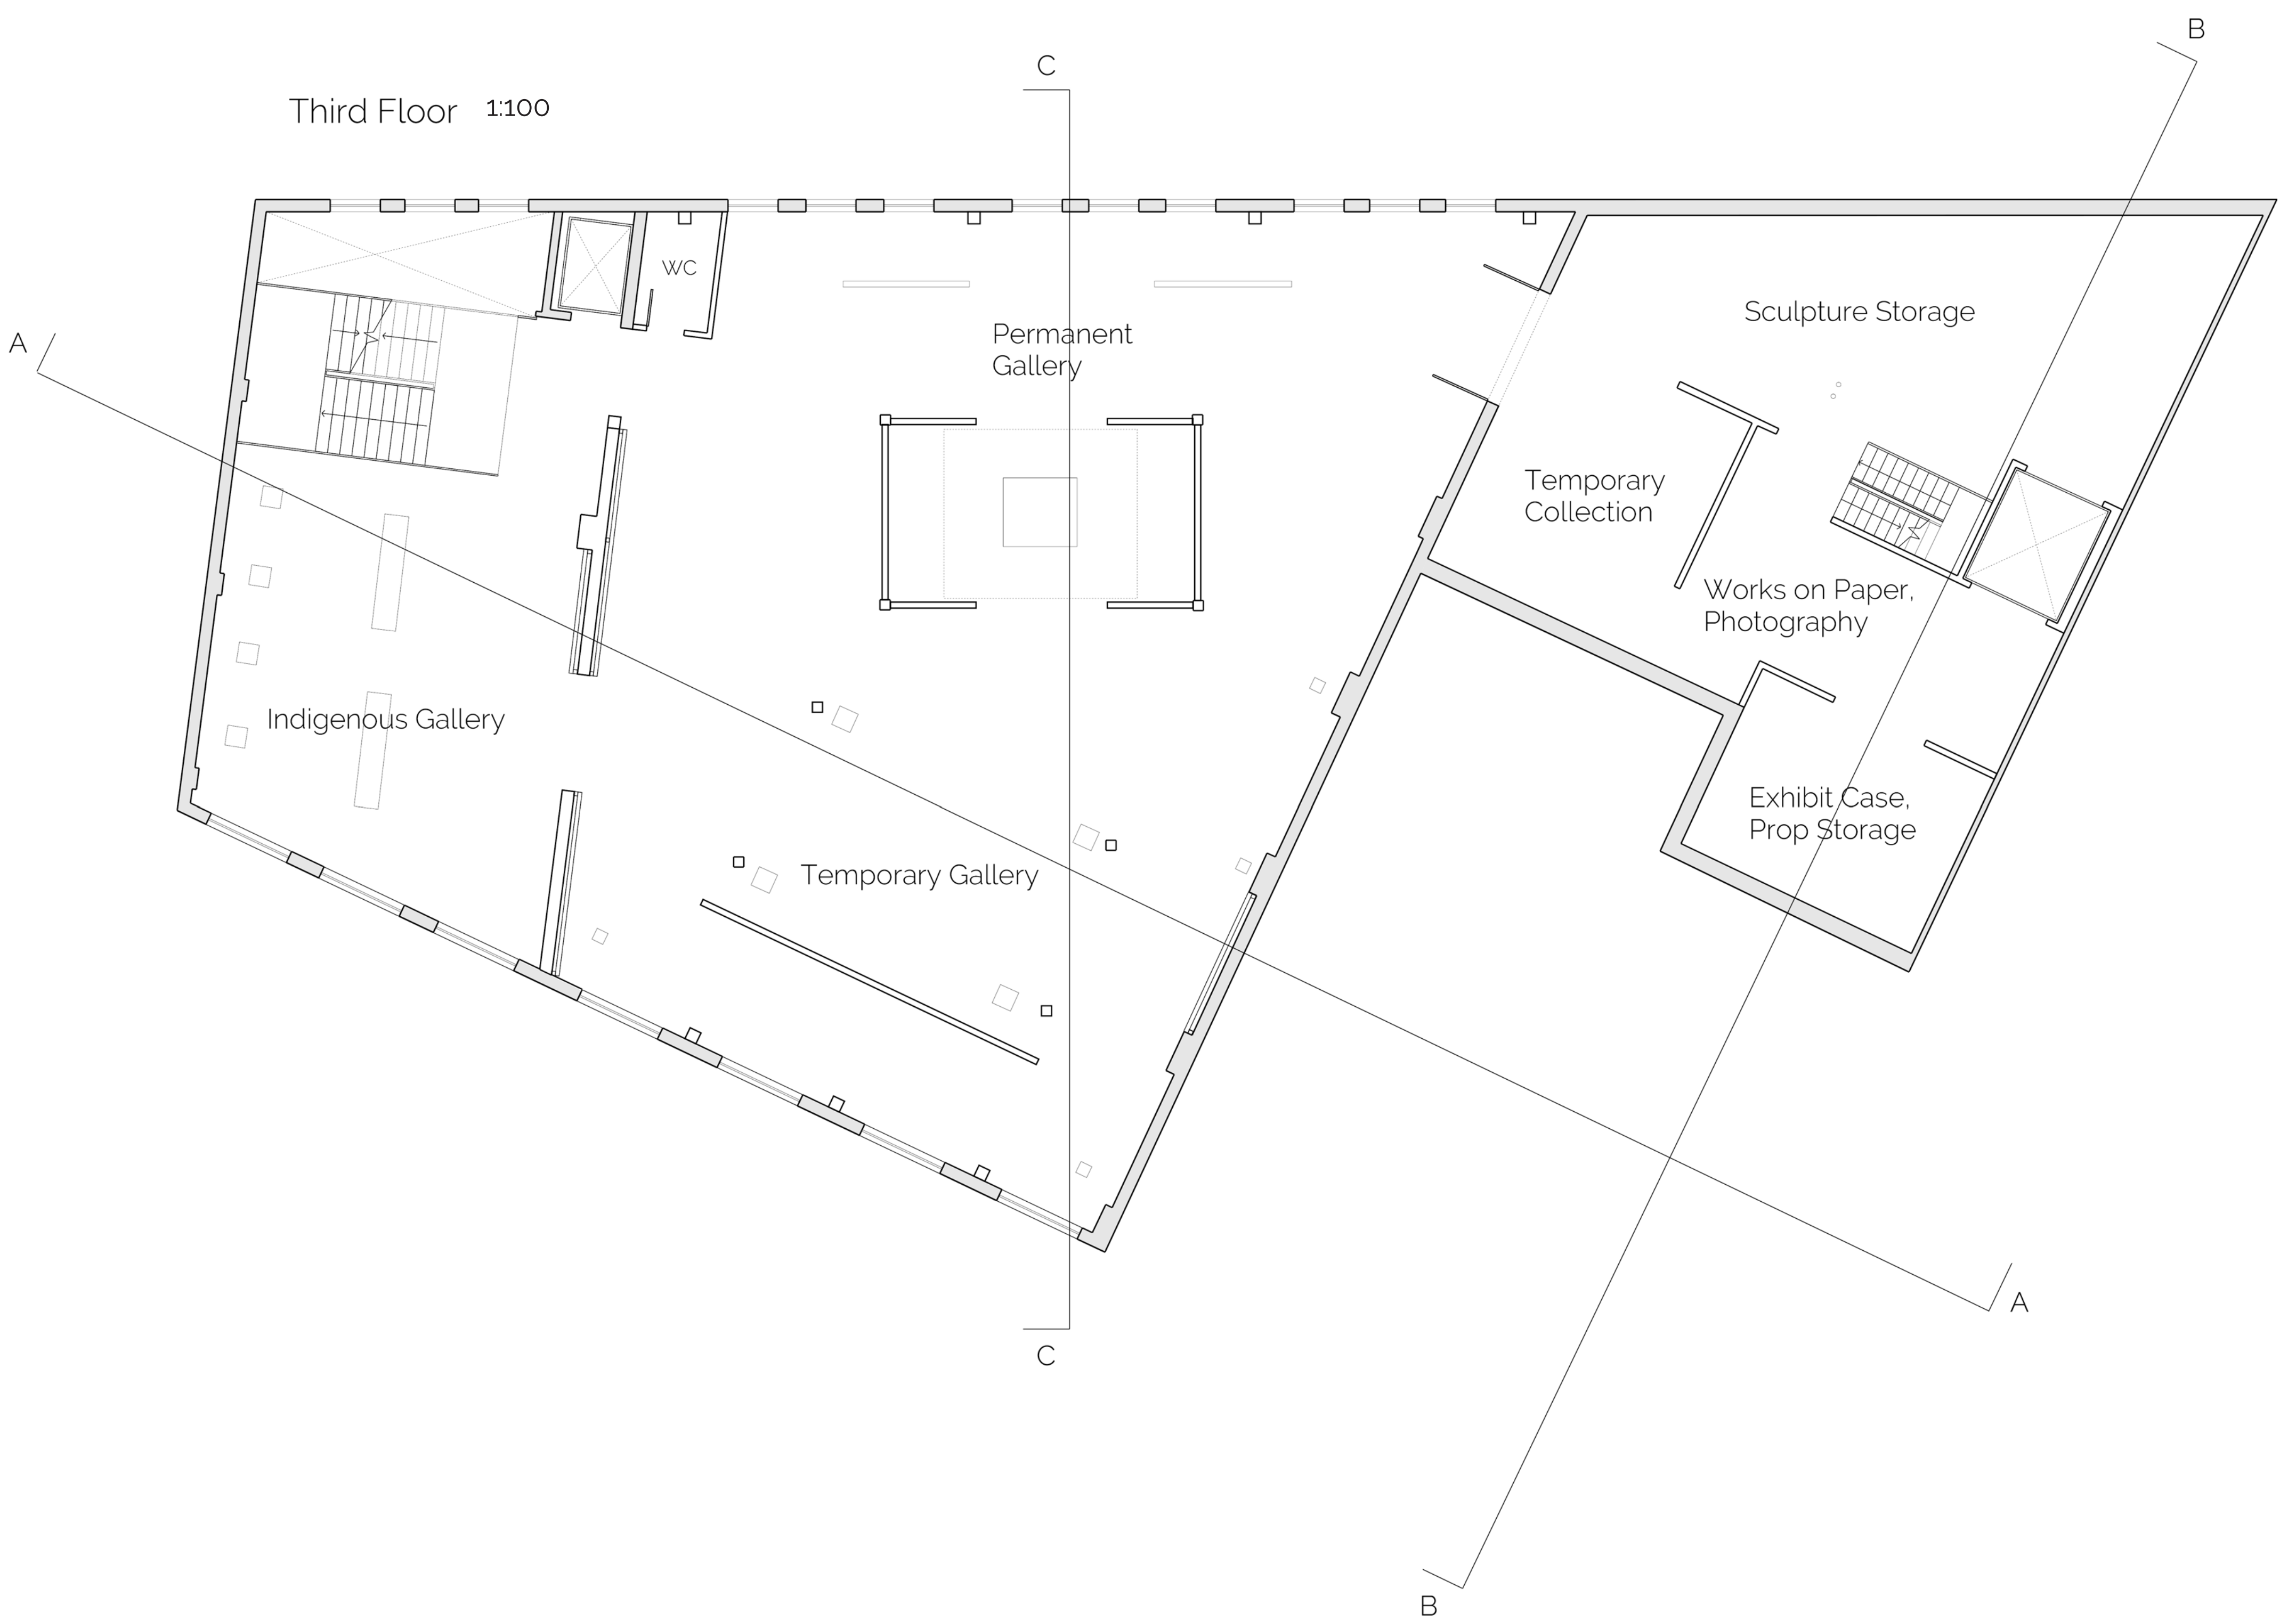 B
C
Third Floor 1:100
WC
Sculpture Storage
A
Permanent
Gallery
Temporary
Collection
Works on Paper,
Photography
Indigenous Gallery
Exhibit Case,
Prop Storage
Temporary Gallery
A
C
B